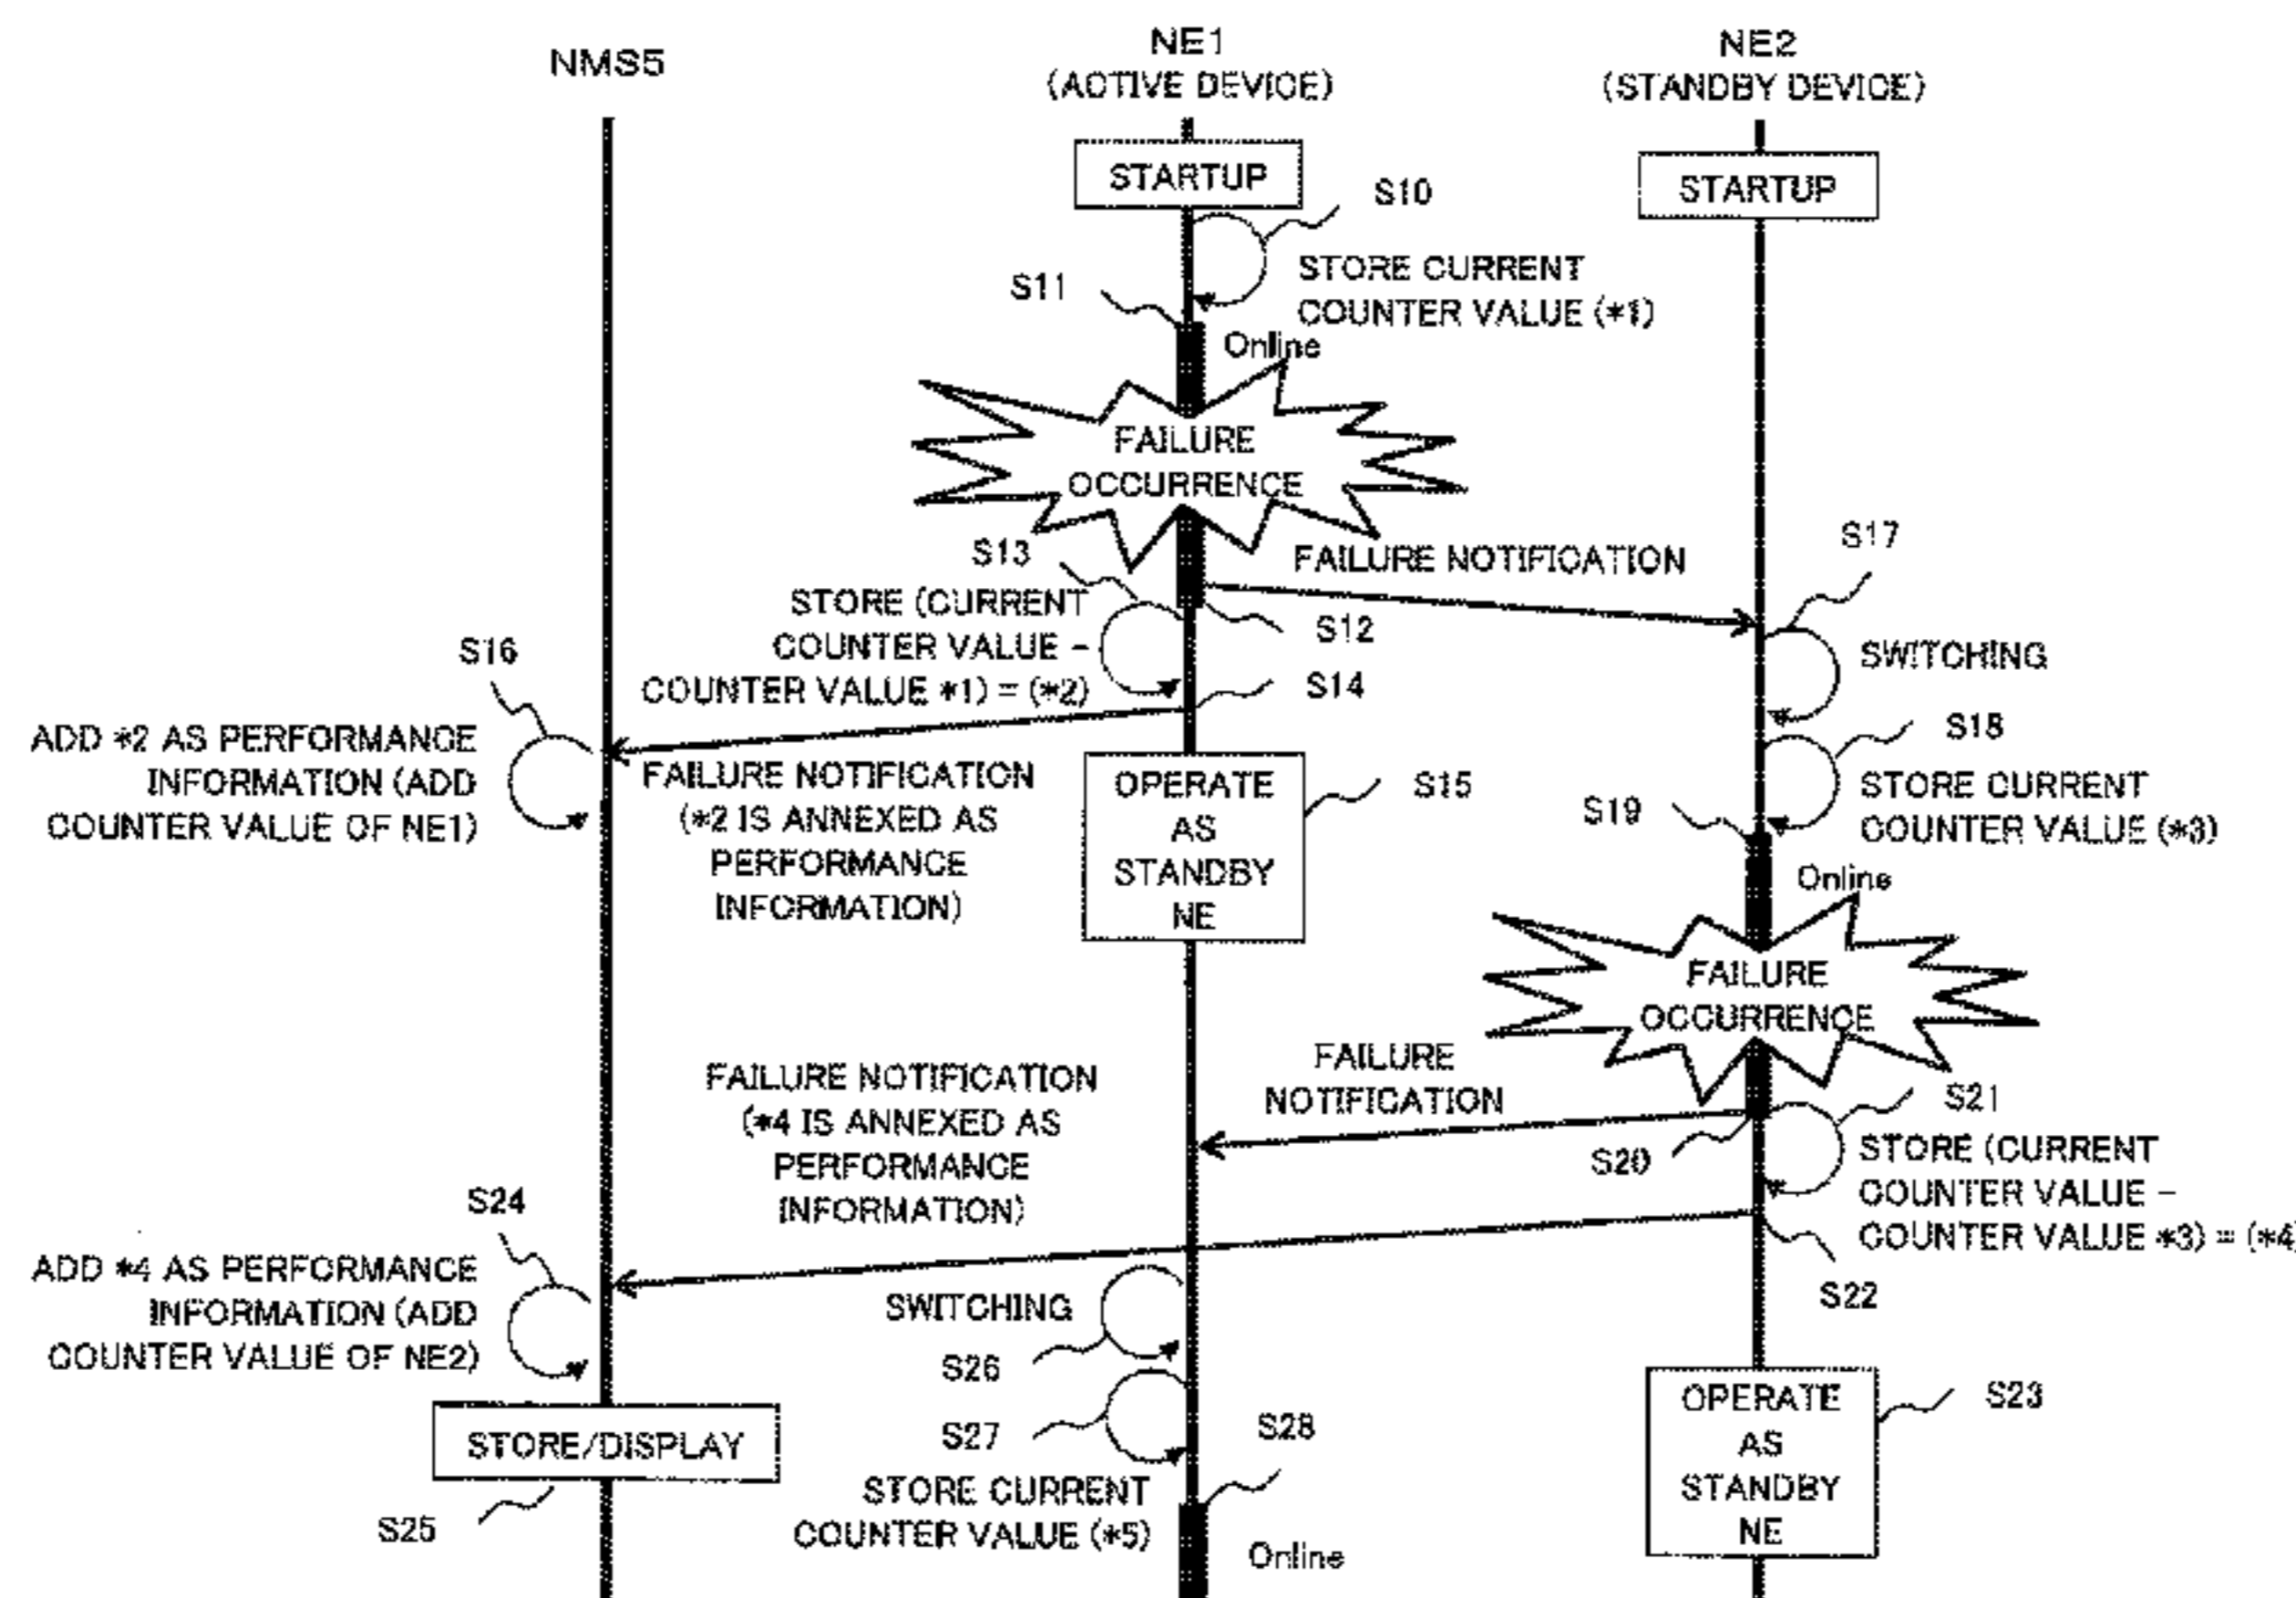 NMS5
NE1
(ACTIVE DEVICE)
NE2
(STANDBY DEVICE)
STARTUP
STARTUP
S10
STORE CURRENT
COUNTER VALUE (*1)
S11
Online
FAILURE
OCCURRENCE
S13
FAILURE NOTIFICATION
S17
STORE (CURRENT
COUNTER VALUE -
COUNTER VALUE *1) = (*2)
S12
SWITCHING
S16
S14
ADD *2 AS PERFORMANCE
INFORMATION (ADD
COUNTER VALUE OF NE1)
FAILURE NOTIFICATION
(*2 IS ANNEXED AS
PERFORMANCE
INFORMATION)
OPERATE
AS
STANDBY
NE
S15
S18
STORE CURRENT
COUNTER VALUE (*3)
S19
Online
FAILURE
OCCURRENCE
FAILURE
NOTIFICATION
FAILURE NOTIFICATION
(*4 IS ANNEXED AS
PERFORMANCE
INFORMATION)
S20
S21
STORE (CURRENT
COUNTER VALUE -
COUNTER VALUE *3) = (*4)
S22
S24
ADD *4 AS PERFORMANCE
INFORMATION (ADD
COUNTER VALUE OF NE2)
SWITCHING
S26
STORE/DISPLAY
S25
S27
STORE CURRENT
COUNTER VALUE (*5)
S28
Online
OPERATE
AS
STANDBY
NE
S23